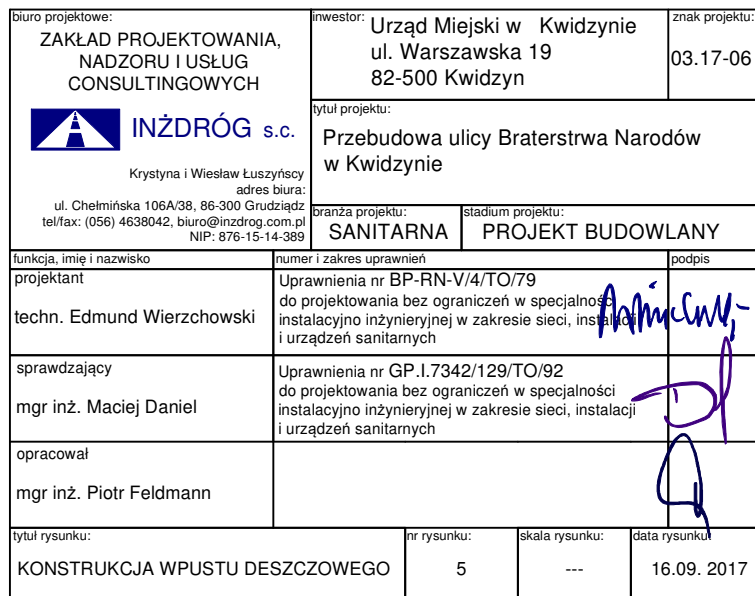 biuro projektowe:
ZAKŁAD PROJEKTOWANIA,
NADZORU I USŁUG
CONSULTINGOWYCH
INŻDRÓG s.c.
Krystyna i Wiesław Łuszyńscy
adres biura:
ul. Chełmińska 106A/38, 86-300 Grudziądz
tel/fax: (056) 4638042, biuro@inzdrog.com.pl
NIP: 876-15-14-389
inwestor:
Urząd Miejski w Kwidzynie
ul. Warszawska 19
82-500 Kwidzyn
znak projektu:
03.17-06
tytuł projektu:
Przebudowa ulicy Braterstrwa Narodów
w Kwidzynie
branża projektu:
SANITARNA
stadium projektu:
PROJEKT BUDOWLANY
funkcja, imię i nazwisko
numer i zakres uprawnień
podpis
projektant
techn. Edmund Wierzchowski
Uprawnienia nr BP-RN-V/4/TO/79
do projektowania bez ograniczeń w specjalności
instalacyjno inżynieryjnej w zakresie sieci, instalacji
i urządzeń sanitarnych
sprawdzający
mgr inż. Maciej Daniel
Uprawnienia nr GP.I.7342/129/TO/92
do projektowania bez ograniczeń w specjalności
instalacyjno inżynieryjnej w zakresie sieci, instalacji
i urządzeń sanitarnych
opracował
mgr inż. Piotr Feldmann
tytuł rysunku:
KONSTRUKCJA WPUSTU DESZCZOWEGO
nr rysunku:
5
skala rysunku:
---
data rysunku:
16.09. 2017